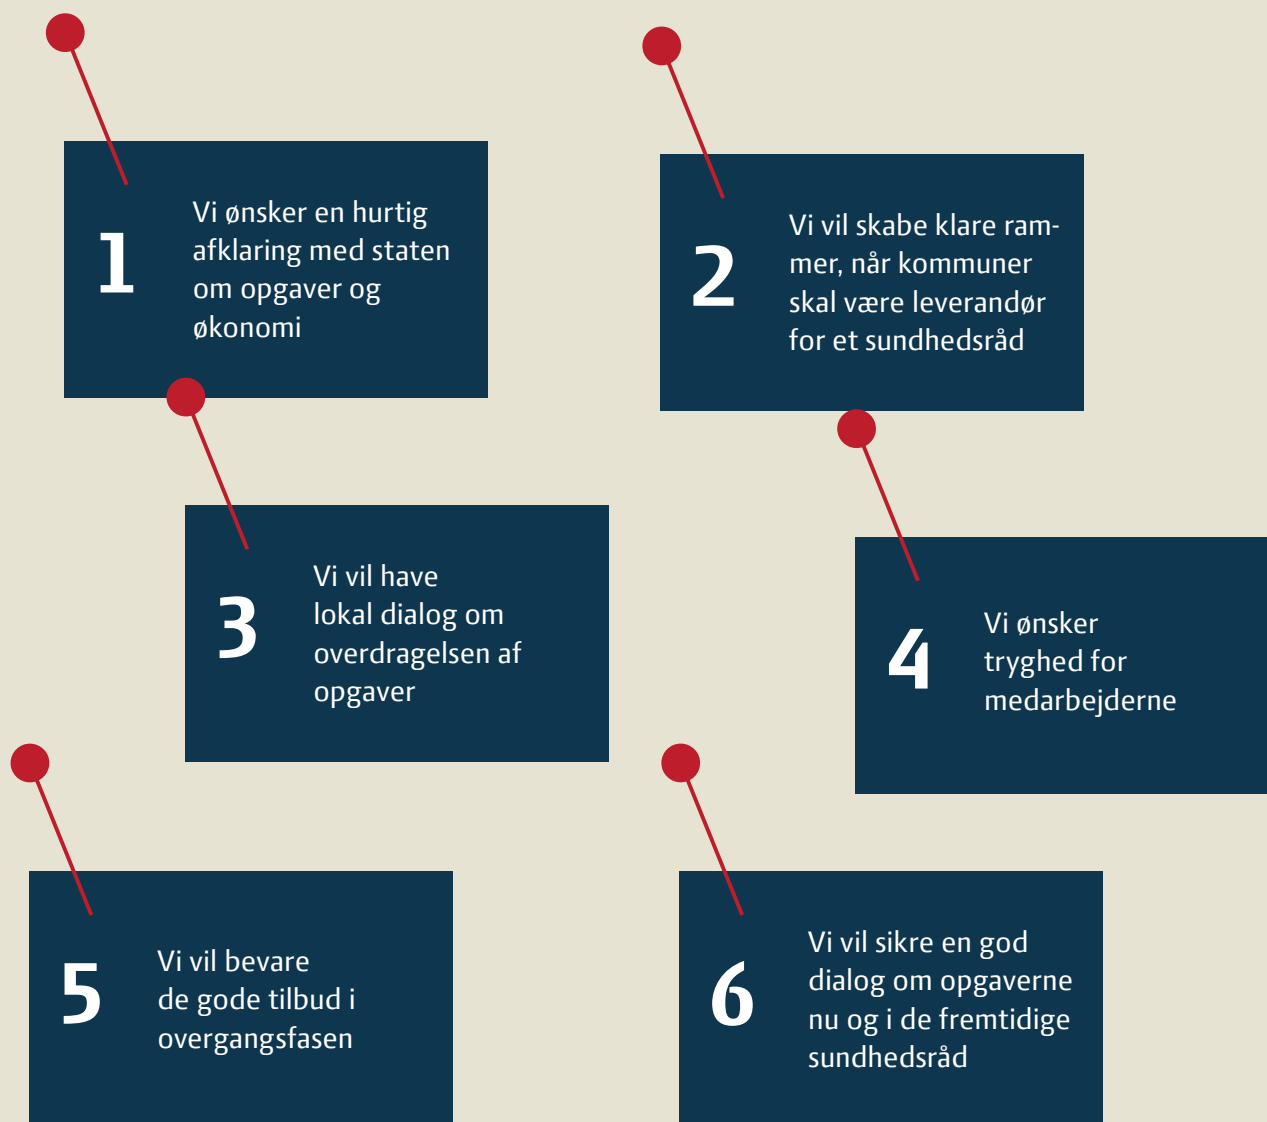 1
Vi ønsker en hurtig
afklaring med staten
om opgaver og
økonomi
2
Vi vil skabe klare ram-
mer, når kommuner
skal være leverandør
for et sundhedsråd
3
Vi vil have
lokal dialog om
overdragelsen af
opgaver
4
Vi ønsker
tryghed for
medarbejderne
5
Vi vil bevare
de gode tilbud i
overgangsfasen
6
Vi vil sikre en god
dialog om opgaverne
nu og i de fremtidige
sundhedsråd